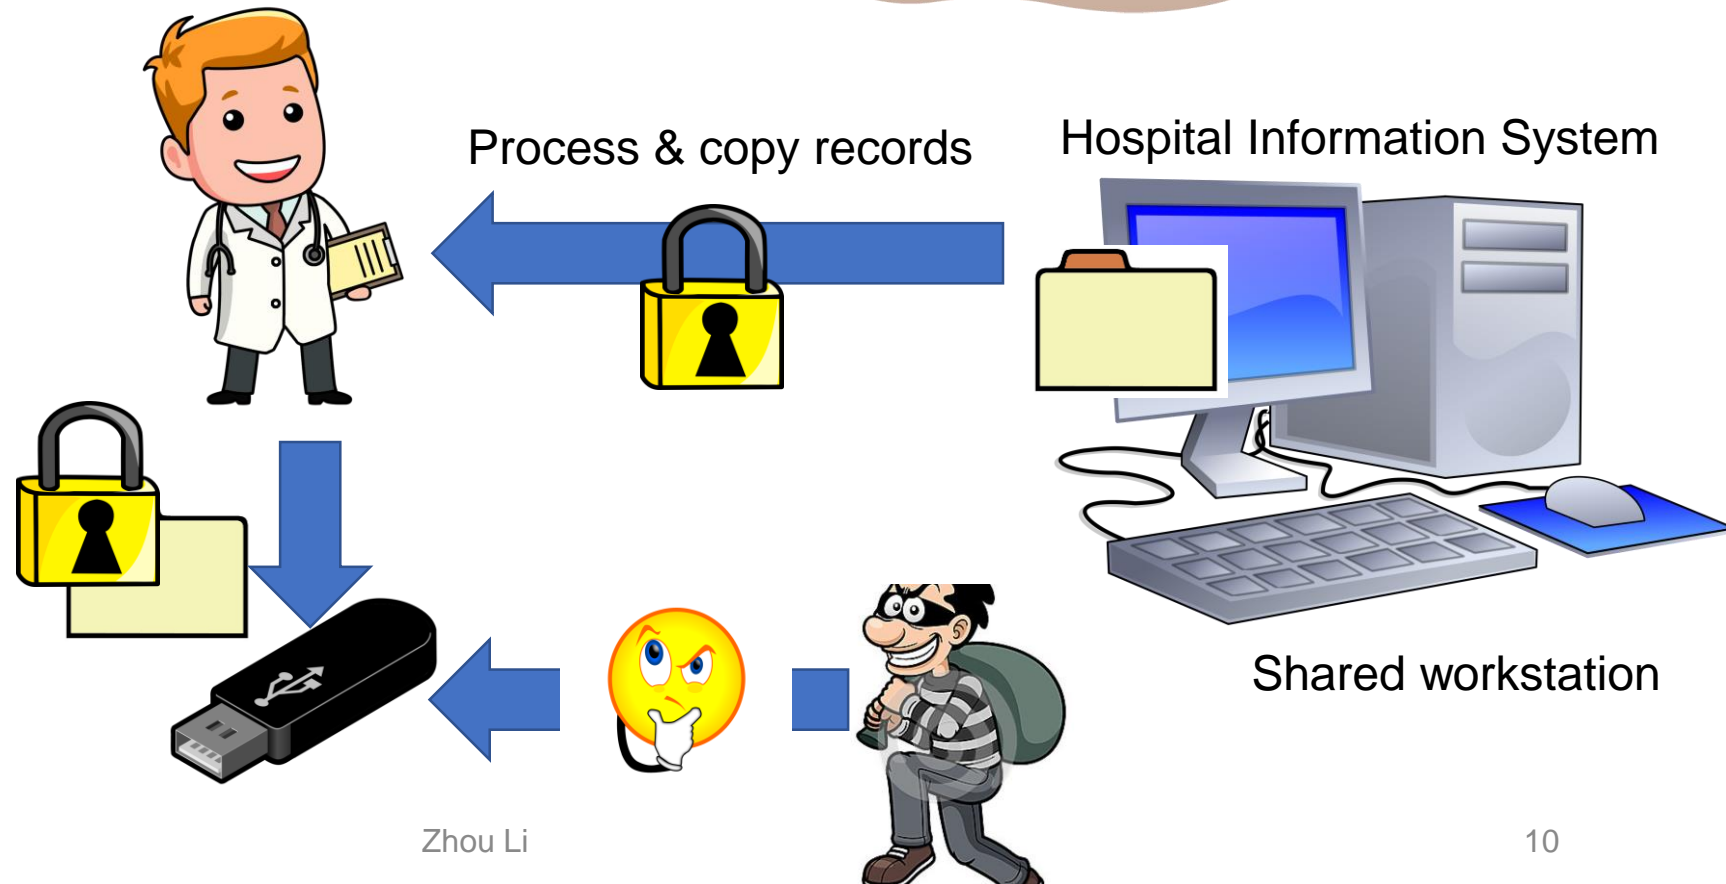 Process & copy records
Hospital Information System
Shared workstation
Zhou Li
10